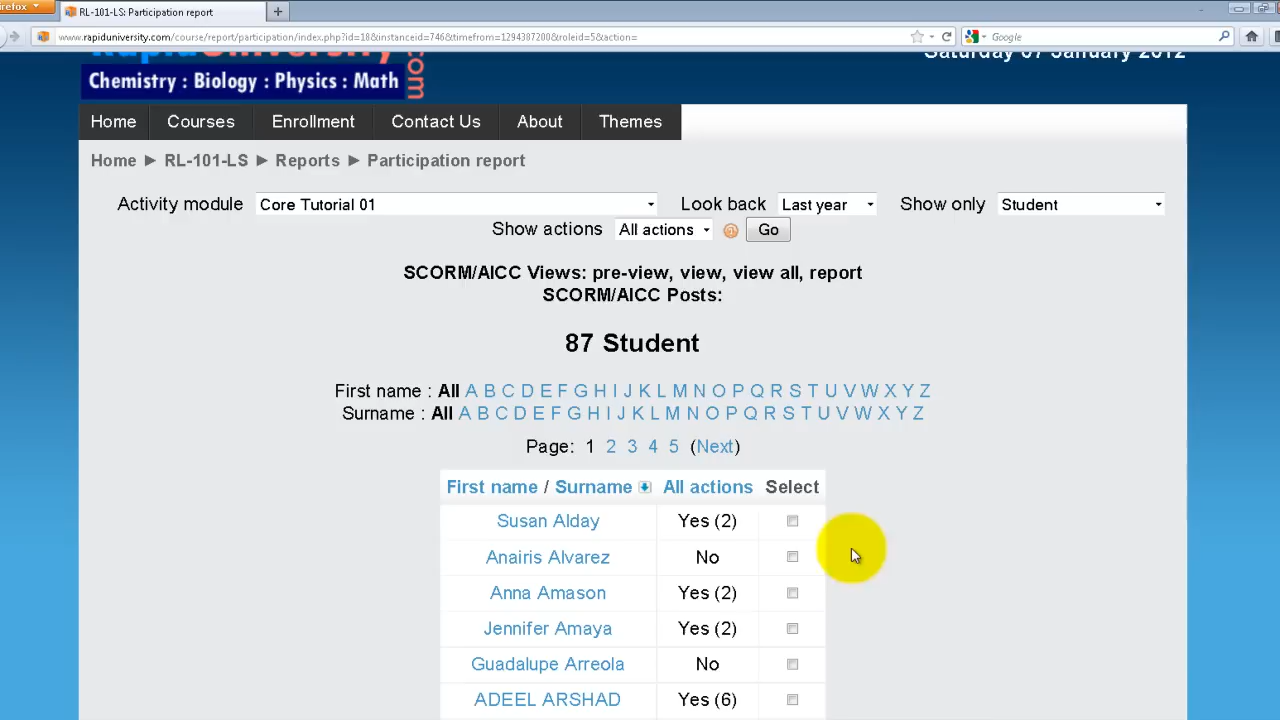 RL-101-LS: Participation report
www.rapiduniversity.com/course/report/participation/index.php?id=18&instanceid=746&timefrom=1294387200&roleid=5&action=
Google
Saturday 07 January 2012
Chemistry : Biology : Physics : Math
com
Home Courses Enrollment Contact Us About Themes
Home ► RL-101-LS ► Reports ► Participation report
Activity module Core Tutorial 01 Look back Last year Show only Student
Show actions All actions Go
SCORM/AICC Views: pre-view, view, view all, report
SCORM/AICC Posts:
87 Student
First name : All A B C D E F G H I J K L M N O P Q R S T U V W X Y Z
Surname : All A B C D E F G H I J K L M N O P Q R S T U V W X Y Z
Page: 1 2 3 4 5 (Next)
First name / Surname All actions Select
Susan Alday Yes (2)
Anairis Alvarez No
Anna Amason Yes (2)
Jennifer Amaya Yes (2)
Guadalupe Arreola No
ADEEL ARSHAD Yes (6)